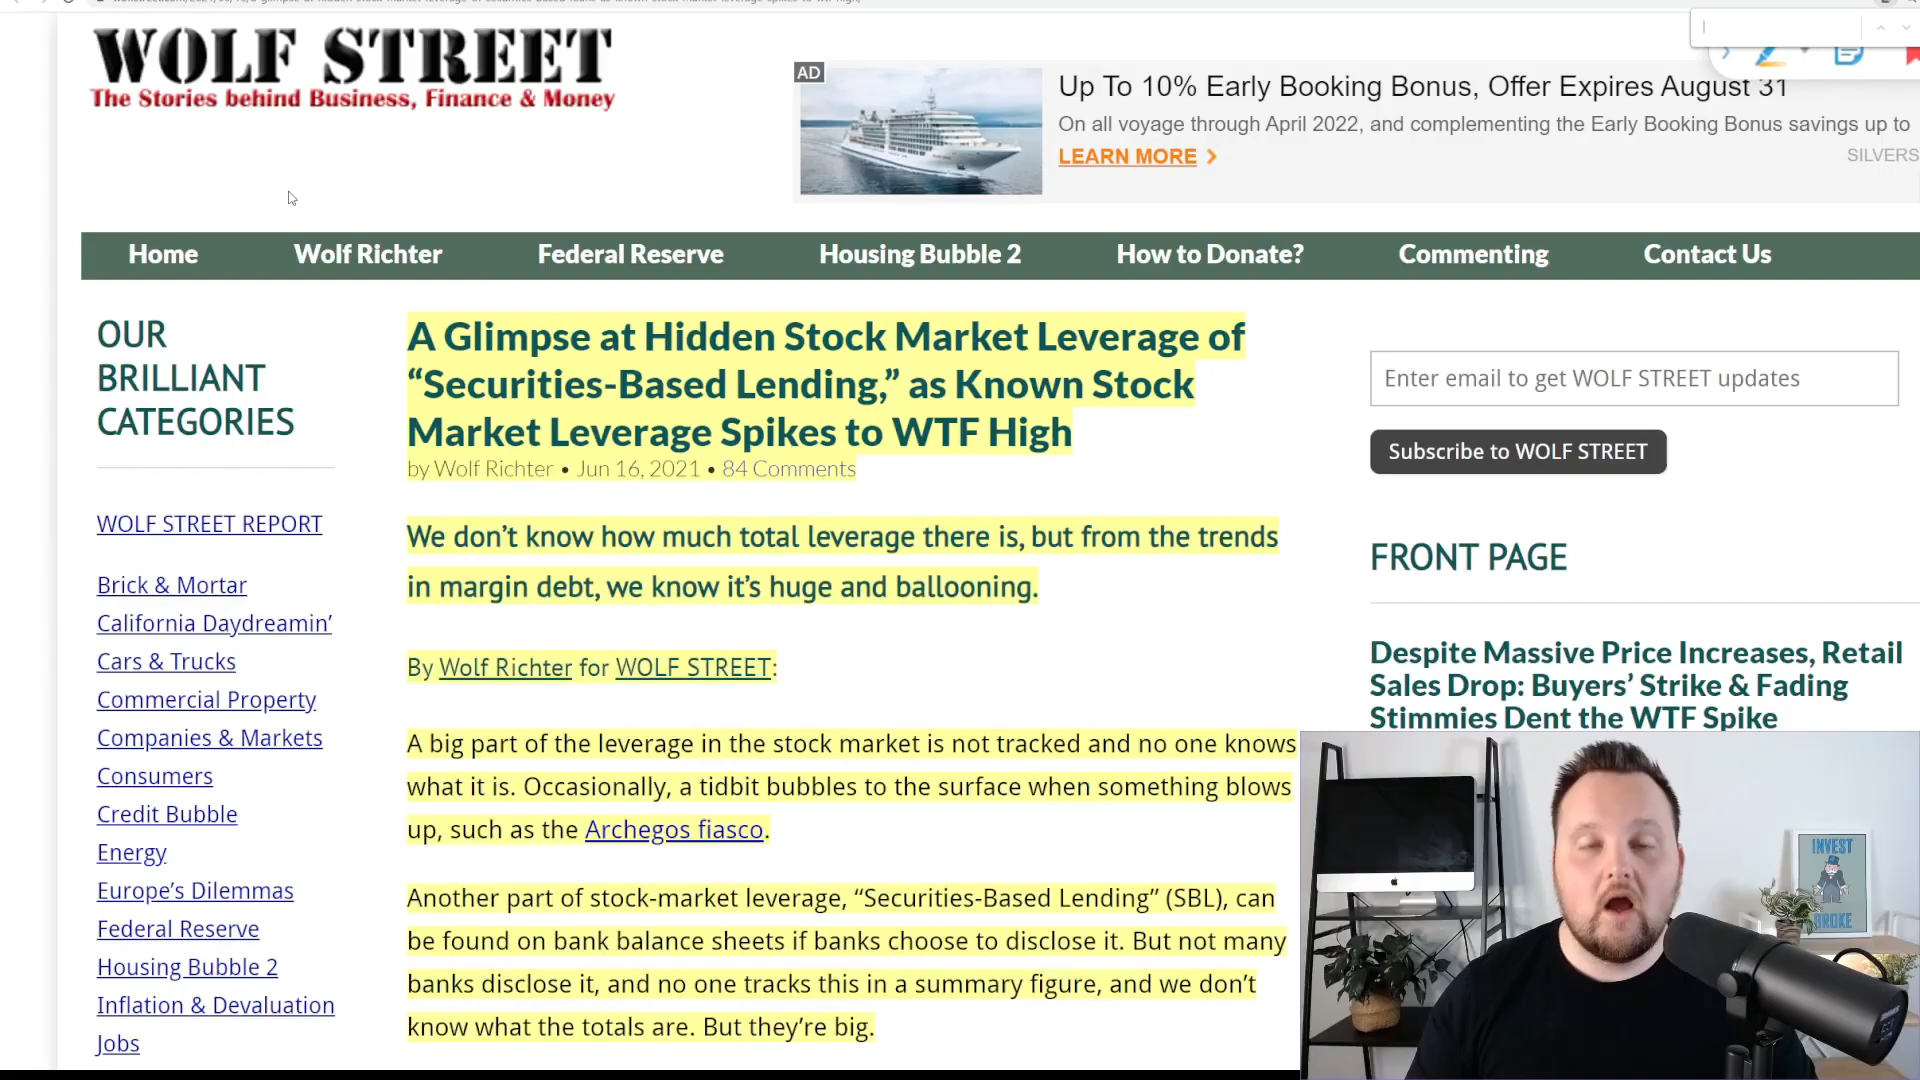 WOLF STREET
The Stories behind Business, Finance & Money
AD
Up To 10% Early Booking Bonus, Offer Expires August 31
On all voyage through April 2022, and complementing the Early Booking Bonus savings up to
LEARN MORE
SILVERS
Home
Wolf Richter
Federal Reserve
Housing Bubble 2
How to Donate?
Commenting
Contact Us
OUR
BRILLIANT
CATEGORIES
WOLF STREET REPORT
Brick & Mortar
California Daydreamin’
Cars & Trucks
Commercial Property
Companies & Markets
Consumers
Credit Bubble
Energy
Europe’s Dilemmas
Federal Reserve
Housing Bubble 2
Inflation & Devaluation
Jobs
A Glimpse at Hidden Stock Market Leverage of
“Securities-Based Lending,” as Known Stock
Market Leverage Spikes to WTF High
by Wolf Richter • Jun 16, 2021 • 84 Comments
We don’t know how much total leverage there is, but from the trends
in margin debt, we know it’s huge and ballooning.
By Wolf Richter for WOLF STREET:
A big part of the leverage in the stock market is not tracked and no one knows
what it is. Occasionally, a tidbit bubbles to the surface when something blows
up, such as the Archegos fiasco.
Another part of stock-market leverage, “Securities-Based Lending” (SBL), can
be found on bank balance sheets if banks choose to disclose it. But not many
banks disclose it, and no one tracks this in a summary figure, and we don’t
know what the totals are. But they’re big.
Enter email to get WOLF STREET updates
Subscribe to WOLF STREET
FRONT PAGE
Despite Massive Price Increases, Retail
Sales Drop: Buyers’ Strike & Fading
Stimmies Dent the WTF Spike
INVEST
BROKE